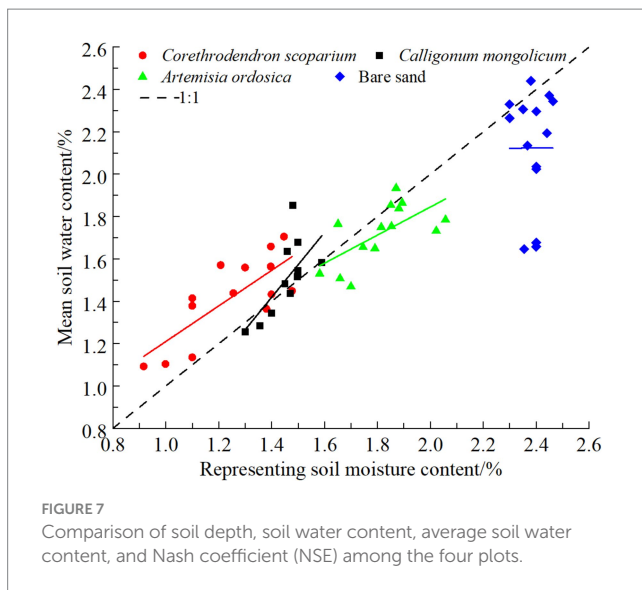 2.6
2.4
2.2
2.0
1.8
1.6
1.4
1.2
1.0
0.8
Mean soil water content/%
Corethrodendron scoparium Calligonum mongolicum
Artemisia ordosica Bare sand
-1:1
0.8 1.0 1.2 1.4 1.6 1.8 2.0 2.2 2.4 2.6
Representing soil moisture content/%
FIGURE 7
Comparison of soil depth, soil water content, average soil water
content, and Nash coefficient (NSE) among the four plots.